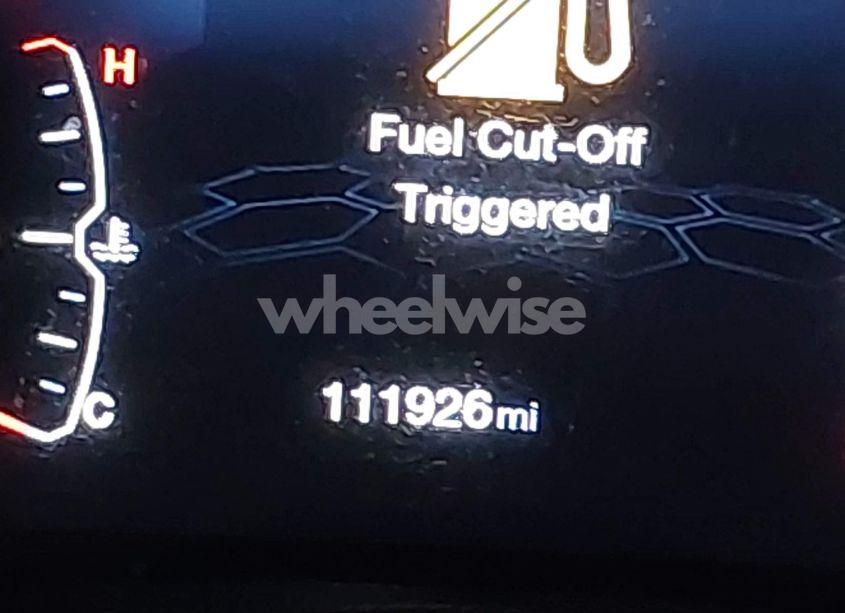 H
Fuel Cut-Off
Triggered
wheelwise
111926mi
C